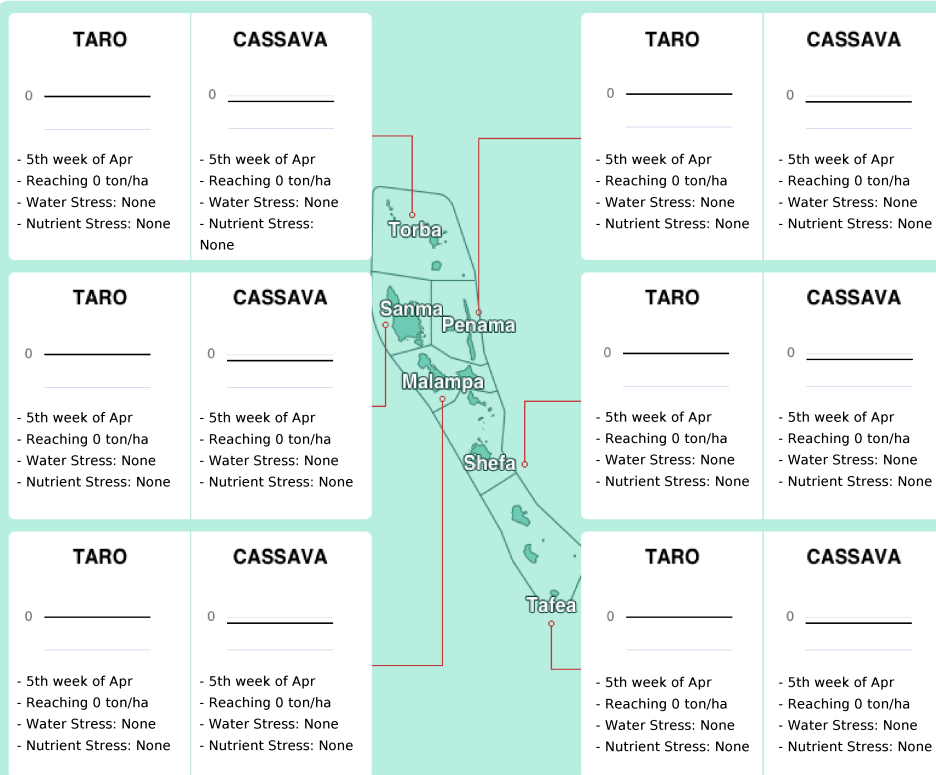 TARO
0
- 5th week of Apr
- Reaching 0 ton/ha
- Water Stress: None
- Nutrient Stress: None
CASSAVA
0
- 5th week of Apr
- Reaching 0 ton/ha
- Water Stress: None
- Nutrient Stress:
None
TARO
0
- 5th week of Apr
- Reaching 0 ton/ha
- Water Stress: None
- Nutrient Stress: None
CASSAVA
0
- 5th week of Apr
- Reaching 0 ton/ha
- Water Stress: None
- Nutrient Stress: None
Torba
Sanma
Penama
Malampa
Shefa
Tafea
TARO
0
- 5th week of Apr
- Reaching 0 ton/ha
- Water Stress: None
- Nutrient Stress: None
CASSAVA
0
- 5th week of Apr
- Reaching 0 ton/ha
- Water Stress: None
- Nutrient Stress: None
TARO
0
- 5th week of Apr
- Reaching 0 ton/ha
- Water Stress: None
- Nutrient Stress: None
CASSAVA
0
- 5th week of Apr
- Reaching 0 ton/ha
- Water Stress: None
- Nutrient Stress: None
TARO
0
- 5th week of Apr
- Reaching 0 ton/ha
- Water Stress: None
- Nutrient Stress: None
CASSAVA
0
- 5th week of Apr
- Reaching 0 ton/ha
- Water Stress: None
- Nutrient Stress: None
TARO
0
- 5th week of Apr
- Reaching 0 ton/ha
- Water Stress: None
- Nutrient Stress: None
CASSAVA
0
- 5th week of Apr
- Reaching 0 ton/ha
- Water Stress: None
- Nutrient Stress: None